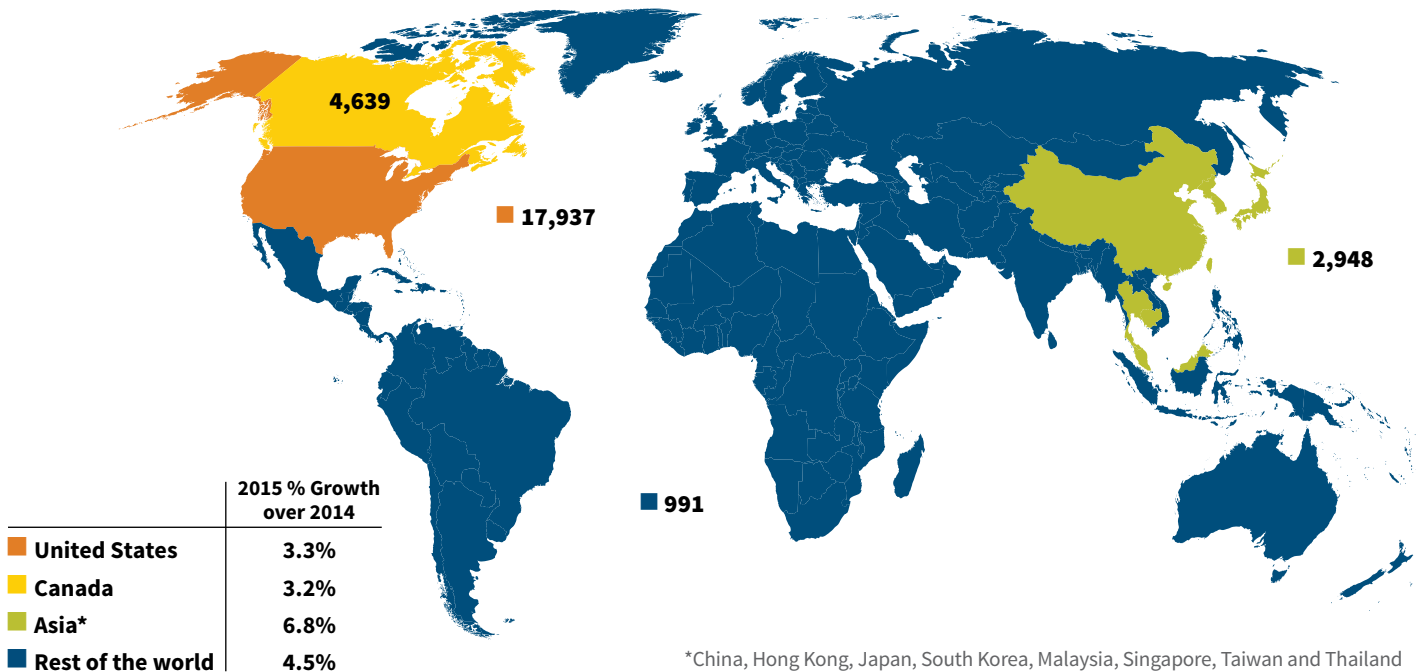 4,639
17,937
2,948
991
2015 % Growth
over 2014
United States 3.3%
Canada 3.2%
Asia* 6.8%
Rest of the world 4.5%
*China, Hong Kong, Japan, South Korea, Malaysia, Singapore, Taiwan and Thailand